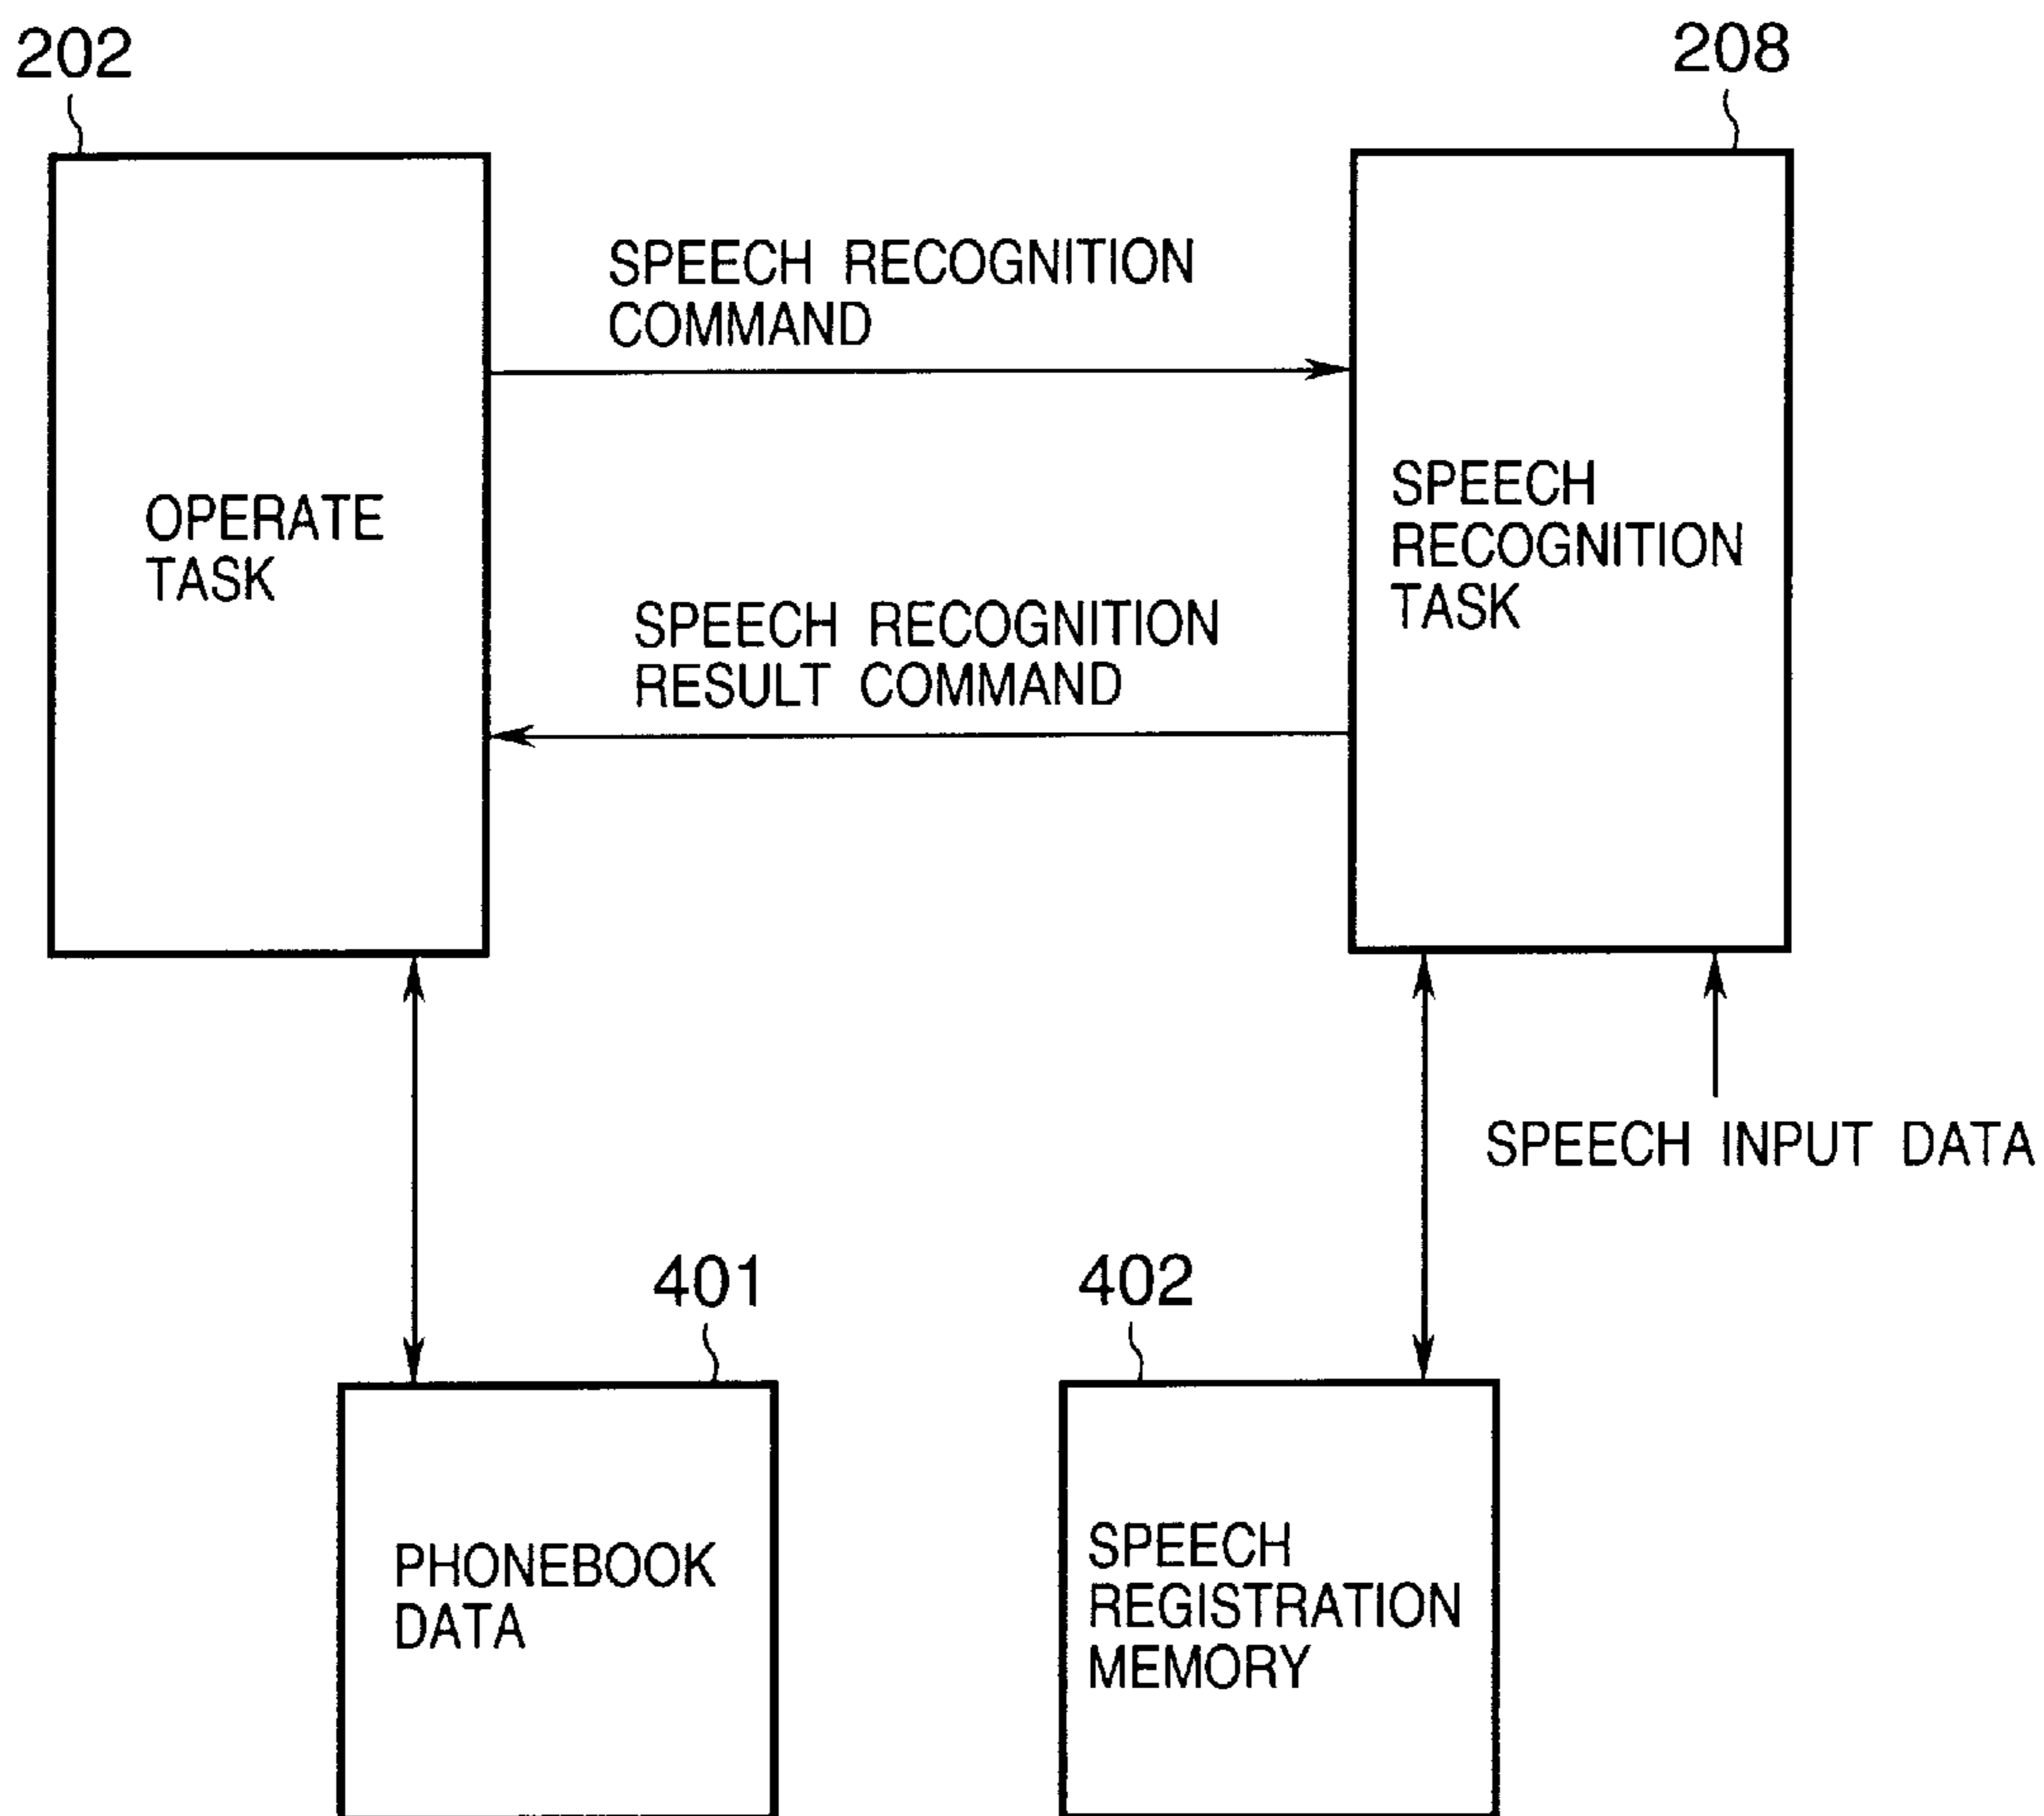 202
208
SPEECH RECOGNITION
COMMAND
OPERATE
TASK
SPEECH
RECOGNITION
TASK
SPEECH RECOGNITION
RESULT COMMAND
SPEECH INPUT DATA
401
402
PHONEBOOK
DATA
SPEECH
REGISTRATION
MEMORY